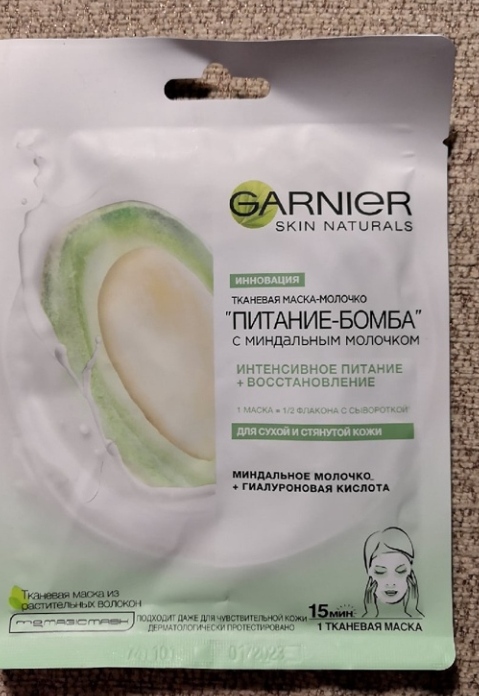 GARNIER
SKIN NATURALS
ИННОВАЦИЯ
ТКАНЕВАЯ МАСКА-МОЛОЧКО
"ПИТАНИЕ-БОМБА"
С МИНДАЛЬНЫМ МОЛОЧКОМ
ИНТЕНСИВНОЕ ПИТАНИЕ
+ ВОССТАНОВЛЕНИЕ
1 МАСКА = 1/2 ФЛАКОНА С СЫВОРОТКОЙ
ДЛЯ СУХОЙ И СТЯНУТОЙ КОЖИ
МИНДАЛЬНОЕ МОЛОЧКО
+ ГИАЛУРОНОВАЯ КИСЛОТА
Тканевая маска из
растительных волокон
ПОДХОДИТ ДАЖЕ ДЛЯ ЧУВСТВИТЕЛЬНОЙ КОЖИ
ДЕРМАТОЛОГИЧЕСКИ ПРОТЕСТИРОВАНО
15 мин
1 ТКАНЕВАЯ МАСКА